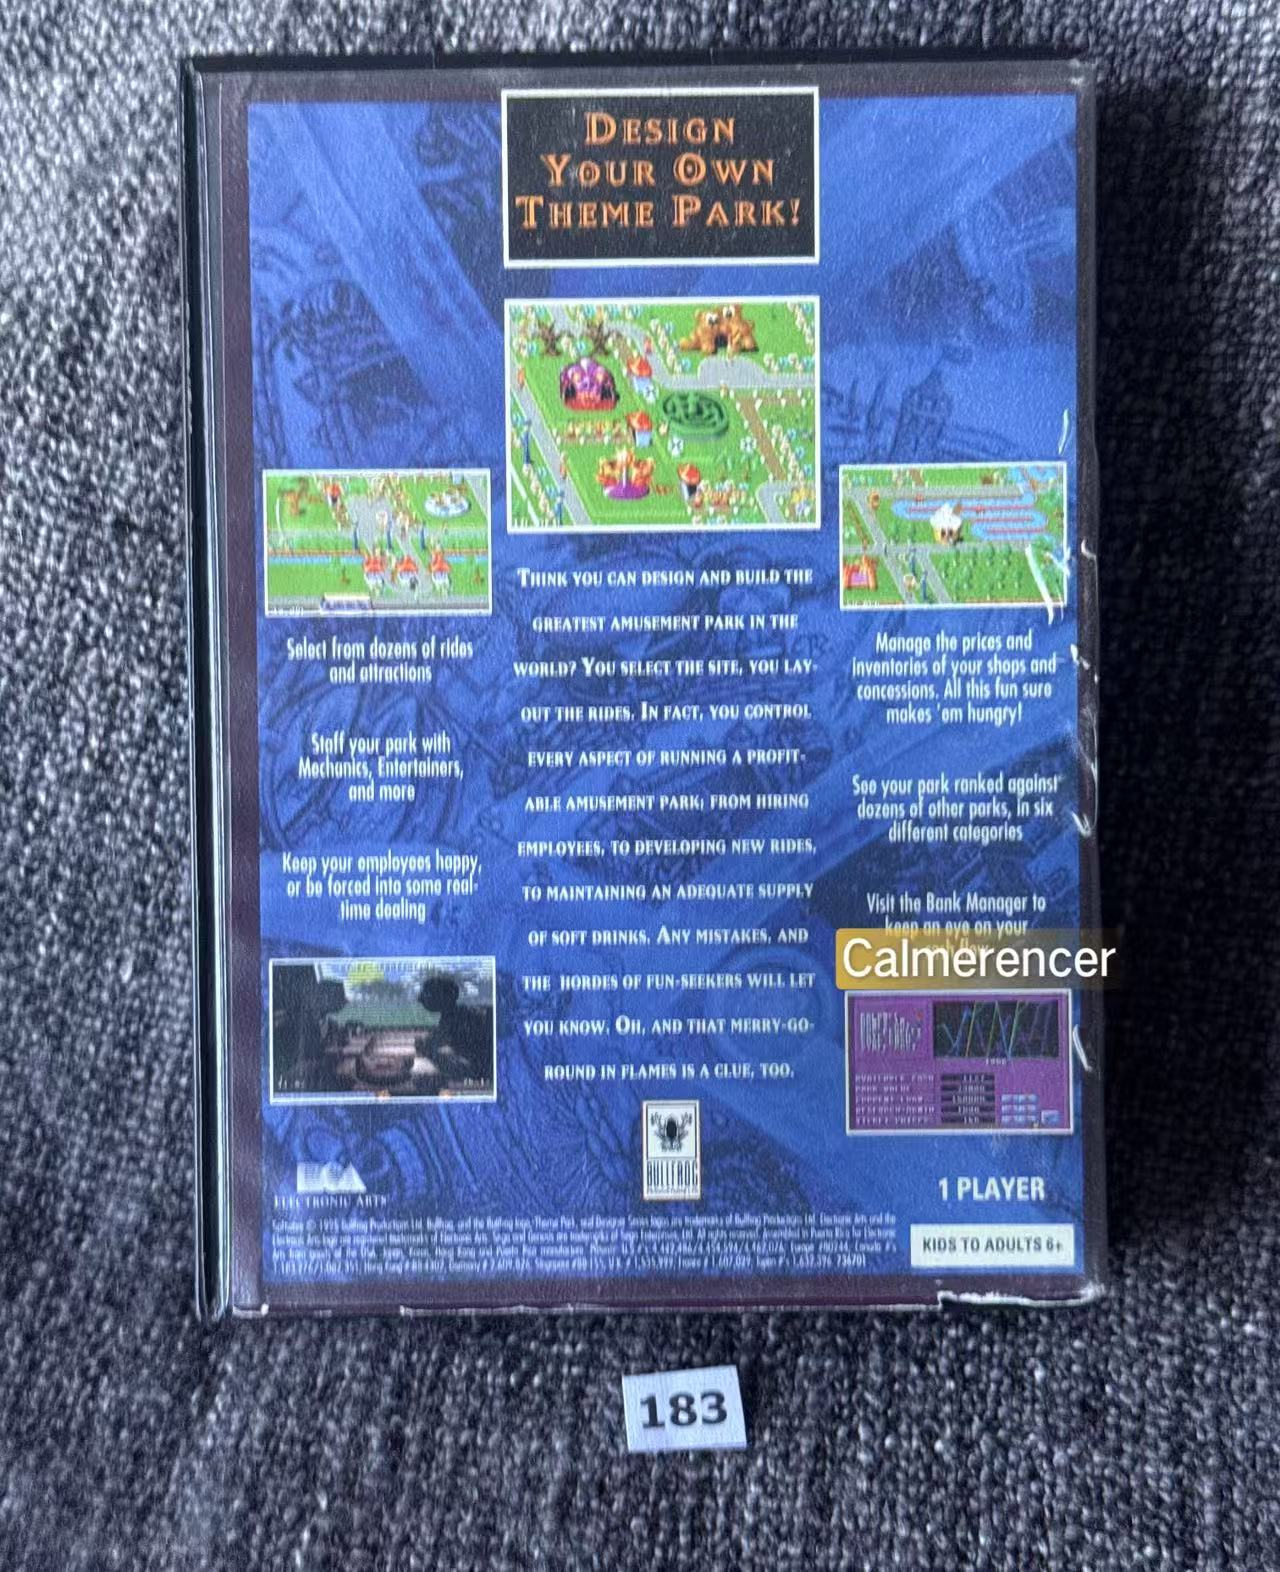 DESIGN
YOUR OWN
THEME PARK!
THINK YOU CAN DESIGN AND BUILD THE
GREATEST AMUSEMENT PARK IN THE
WORLD? YOU SELECT THE SITE, YOU LAY-
OUT THE RIDES. IN FACT, YOU CONTROL
EVERY ASPECT OF RUNNING A PROFIT-
ABLE AMUSEMENT PARK; FROM HIRING
EMPLOYEES, TO DEVELOPING NEW RIDES,
TO MAINTAINING AN ADEQUATE SUPPLY
OF SOFT DRINKS. ANY MISTAKES, AND
THE HORDES OF FUN-SEEKERS WILL LET
YOU KNOW. OH, AND THAT MERRY-GO-
ROUND IN FLAMES IS A CLUE, TOO.
Select from dozens of rides
and attractions
Staff your park with
Mechanics, Entertainers,
and more
Keep your employees happy,
or be forced into some real-
time dealing
Manage the prices and
inventories of your shops and
concessions. All this fun sure
makes 'em hungry!
See your park ranked against
dozens of other parks, in six
different categories
Visit the Bank Manager to
keep an eye on your
Calmerencer
ELECTRONIC ARTS
BULLFROG
1 PLAYER
KIDS TO ADULTS 6+
183